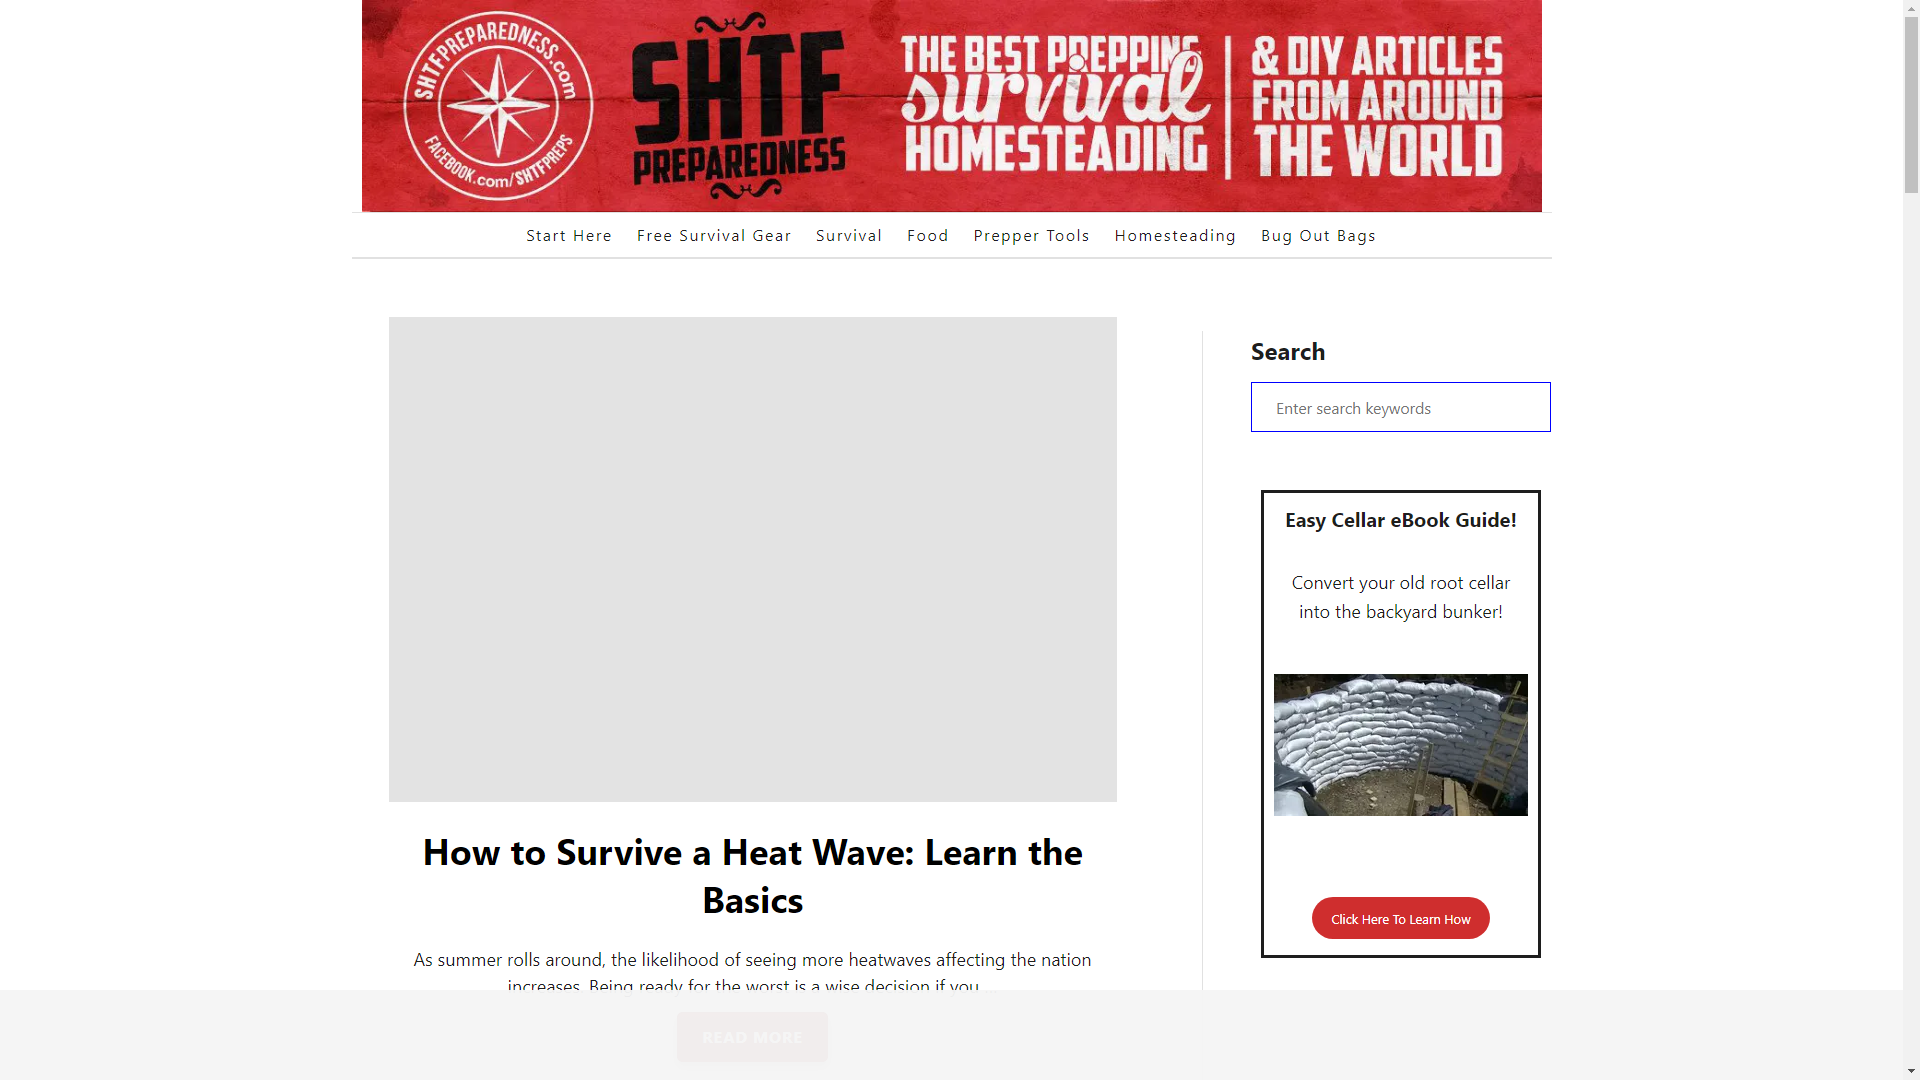 SHTFPREPAREDNESS.com
FACEBOOK.com/SHTFPREPS
SHTF
PREPAREDNESS
THE BEST PREPPING
survival
HOMESTEADING
& DIY ARTICLES
FROM AROUND
THE WORLD
Start Here Free Survival Gear Survival Food Prepper Tools Homesteading Bug Out Bags
How to Survive a Heat Wave: Learn the
Basics
As summer rolls around, the likelihood of seeing more heatwaves affecting the nation
increases. Being ready for the worst is a wise decision if you...
READ MORE
Search
Enter search keywords
Easy Cellar eBook Guide!
Convert your old root cellar
into the backyard bunker!
Click Here To Learn How